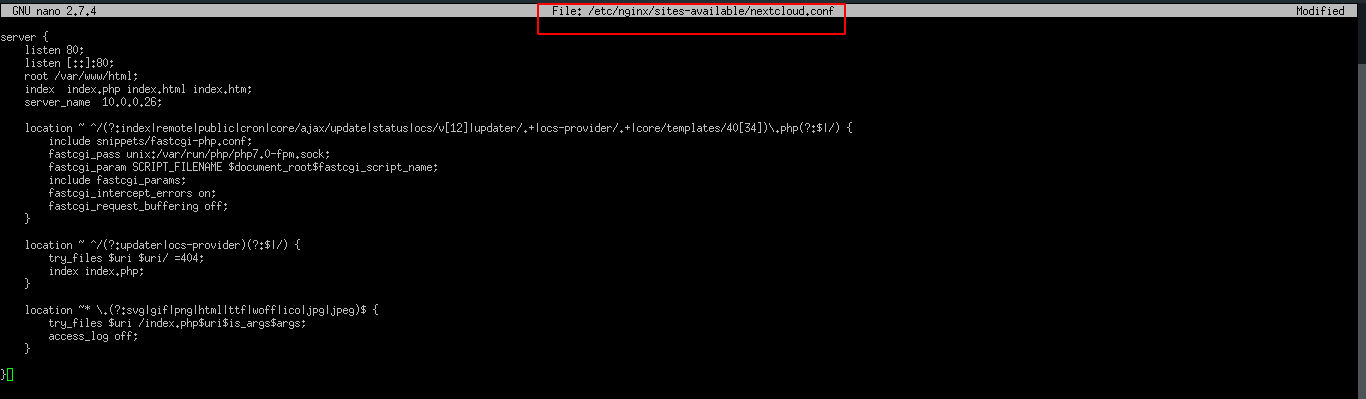 GNU nano 2.7.4 File: /etc/nginx/sites-available/nextcloud.conf Modified
server {
    listen 80;
    listen [::]:80;
    root /var/www/html;
    index  index.php index.html index.htm;
    server_name  10.0.0.26;
    location ~ ^/(?:index|remote|public|cron|core/ajax/update|status|ocs/v[12]|updater/.+|ocs-provider/.+|core/templates/40[34])\.php(?:$|/) {
        include snippets/fastcgi-php.conf;
        fastcgi_pass unix:/var/run/php/php7.0-fpm.sock;
        fastcgi_param SCRIPT_FILENAME $document_root$fastcgi_script_name;
        include fastcgi_params;
        fastcgi_intercept_errors on;
        fastcgi_request_buffering off;
    }
    location ~ ^/(?:updater|ocs-provider)(?:$|/) {
        try_files $uri $uri/ =404;
        index index.php;
    }
    location ~* \.(?:svg|gif|png|html|ttf|woff|ico|jpg|jpeg)$ {
        try_files $uri /index.php$uri$is_args$args;
        access_log off;
    }
}